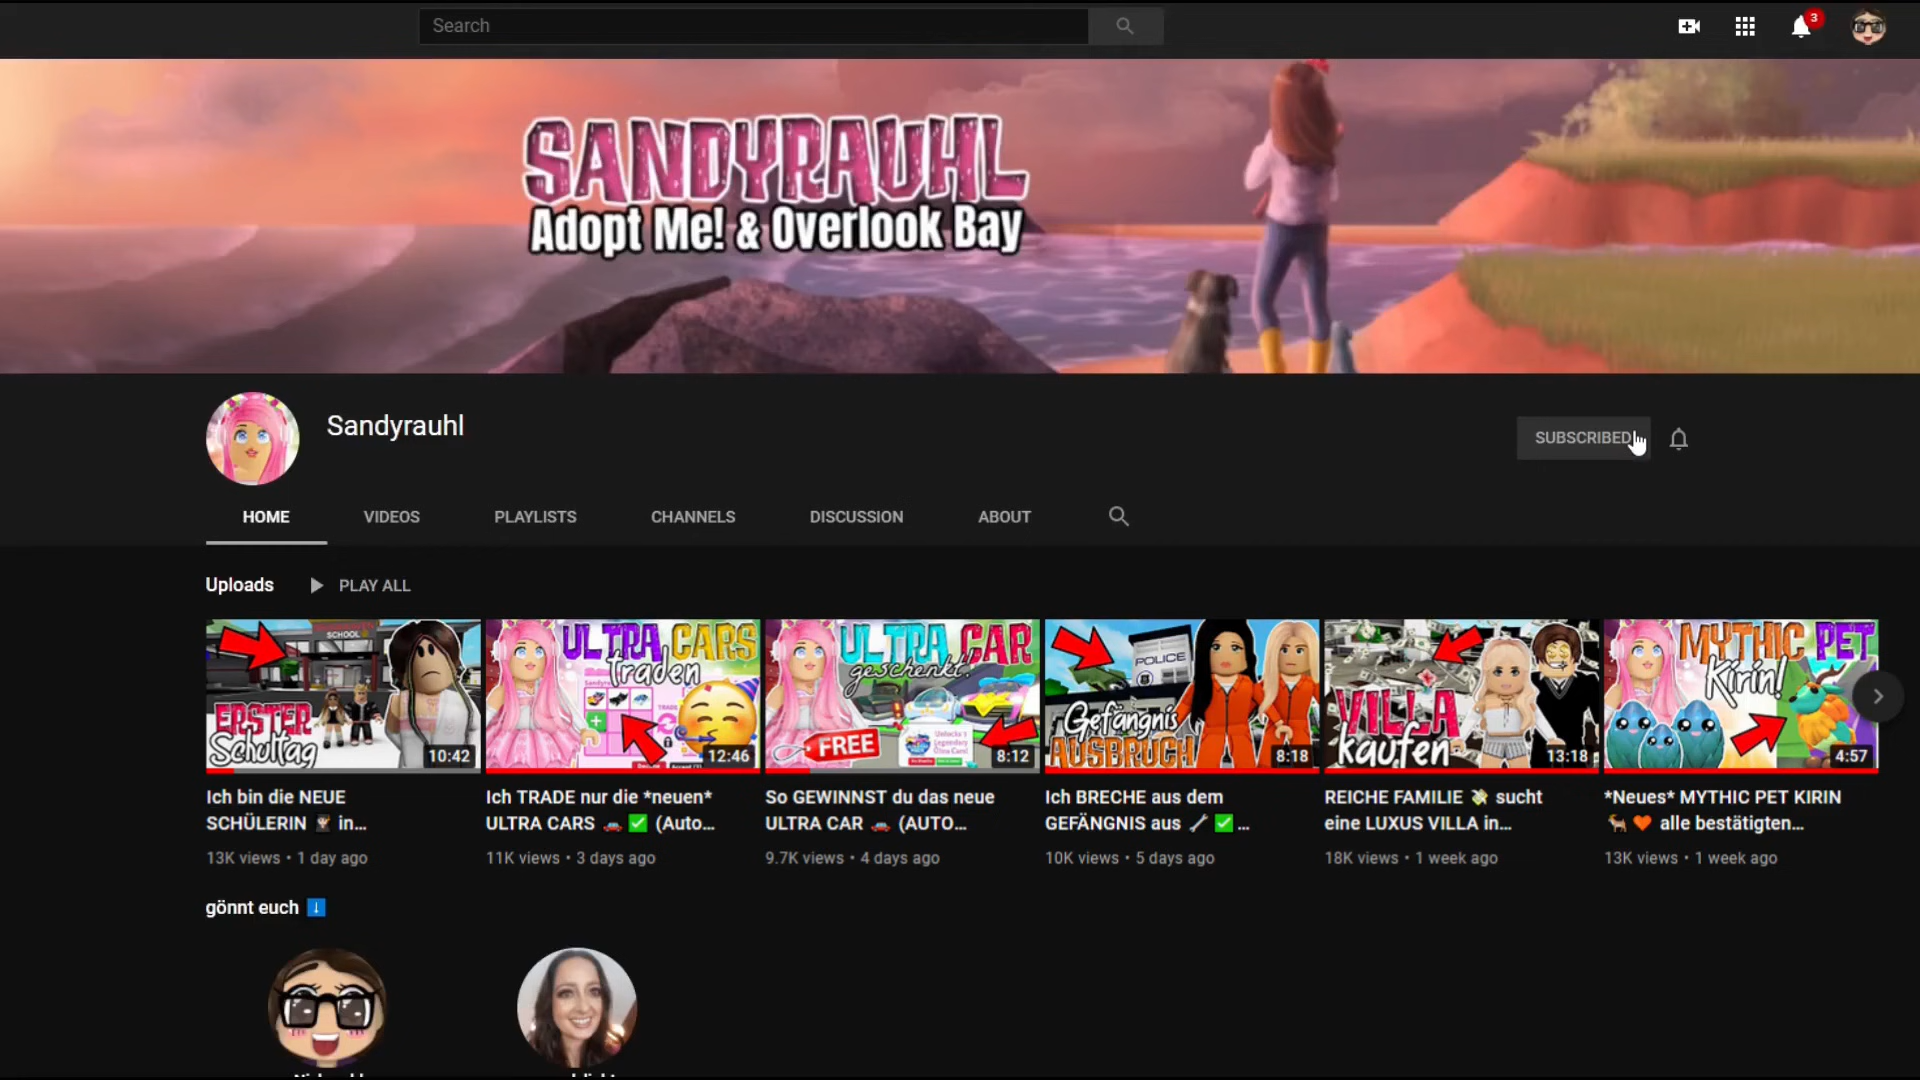 Search
3
SANDYRAUHL
Adopt Me! & Overlook Bay
Sandyrauhl
SUBSCRIBED
HOME
VIDEOS
PLAYLISTS
CHANNELS
DISCUSSION
ABOUT
Uploads
PLAY ALL
SCHOOL
ERSTER
Schultag
10:42
ULTRA CARS
traden
12:46
ULTRA CAR
geschenkt!
FREE
8:12
POLICE
Gefängnis
AUSBRUCH
8:18
VILLA
kaufen
13:18
MYTHIC PET
Kirin!
4:57
Ich bin die NEUE
SCHÜLERIN 👩🏻‍🎓 in...
13K views • 1 day ago
Ich TRADE nur die *neuen*
ULTRA CARS 🚗 ✅ (Auto...
11K views • 3 days ago
So GEWINNST du das neue
ULTRA CAR 🚗 (AUTO...
9.7K views • 4 days ago
Ich BRECHE aus dem
GEFÄNGNIS aus 🔧 ✅ ...
10K views • 5 days ago
REICHE FAMILIE 💸 sucht
eine LUXUS VILLA in...
18K views • 1 week ago
*Neues* MYTHIC PET KIRIN
🐐 🧡 alle bestätigten...
13K views • 1 week ago
gönnt euch ⬇️